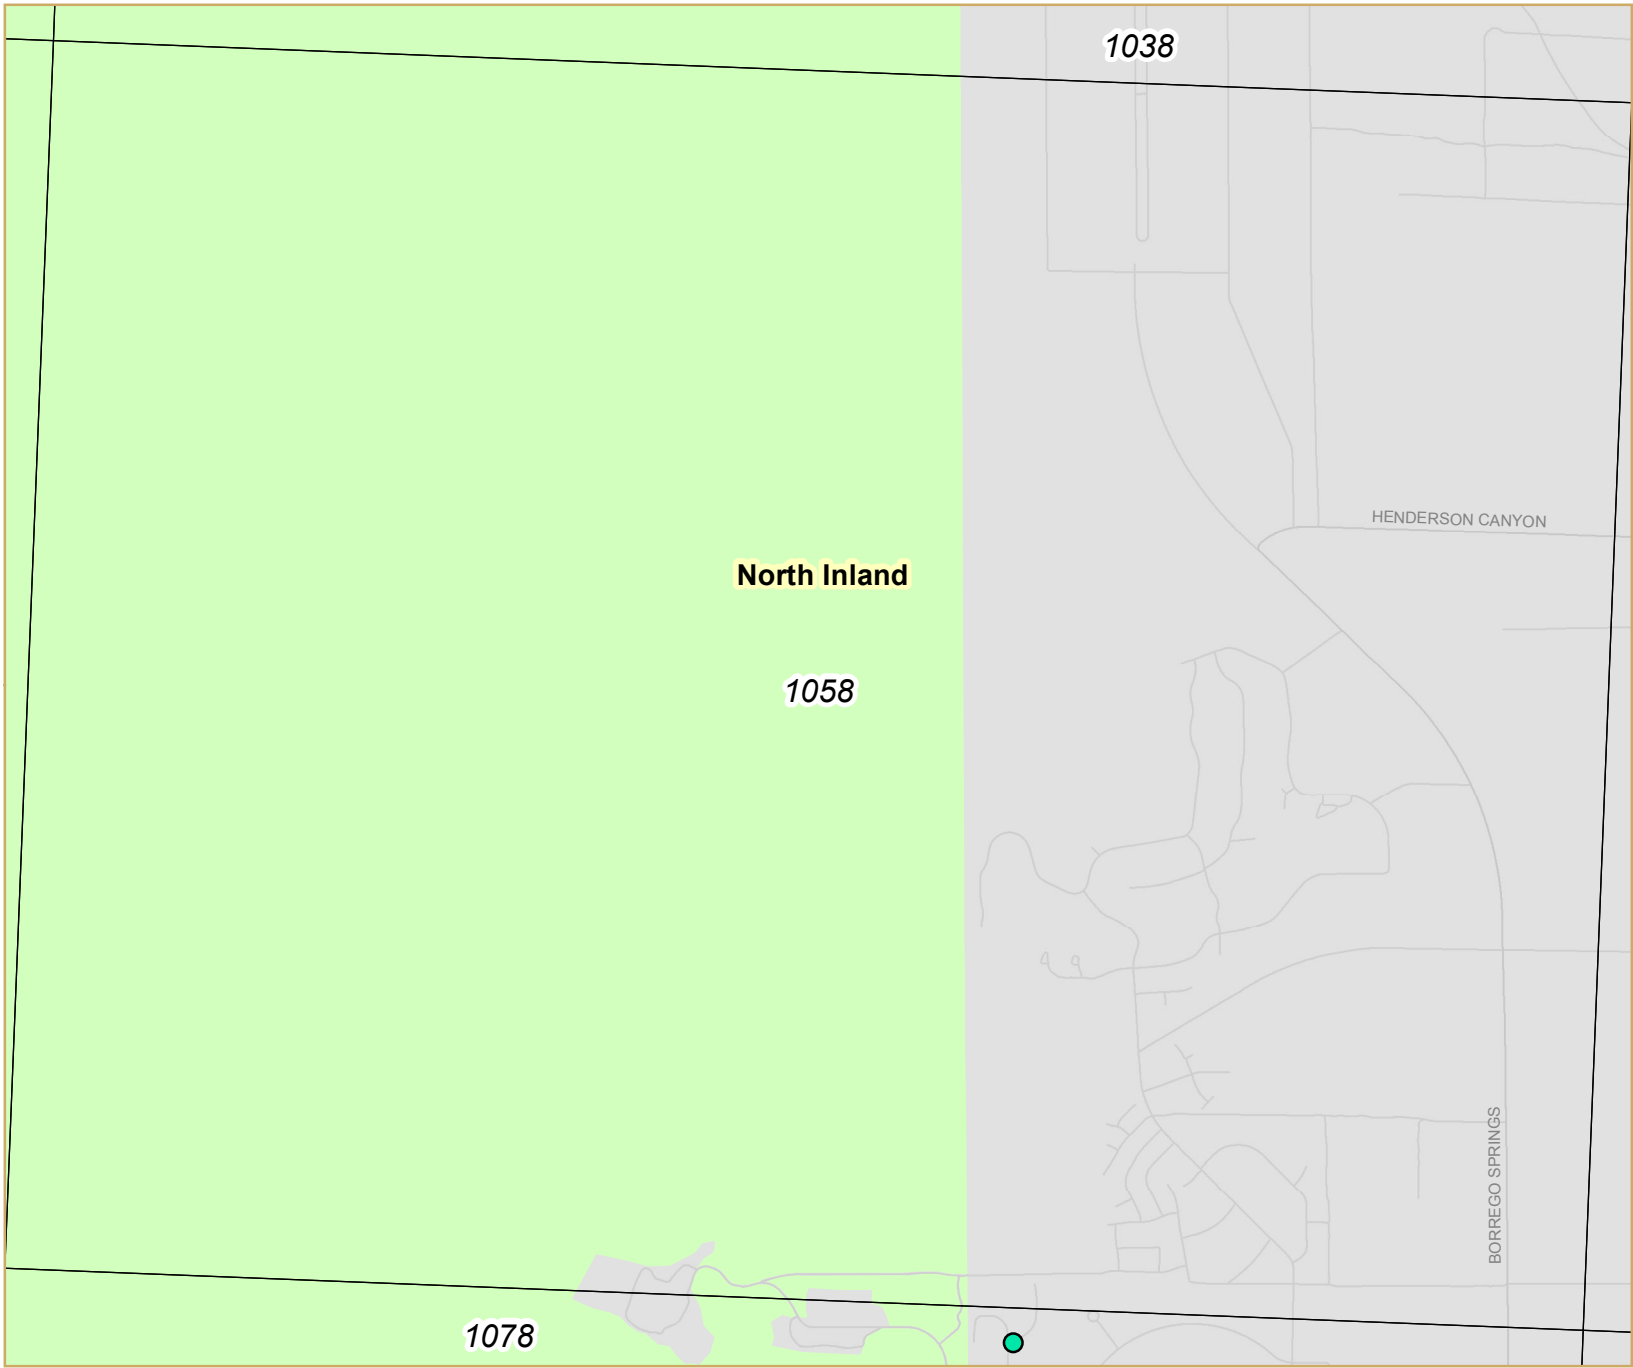 1038
HENDERSON CANYON
North Inland
1058
BORREGO SPRINGS
1078